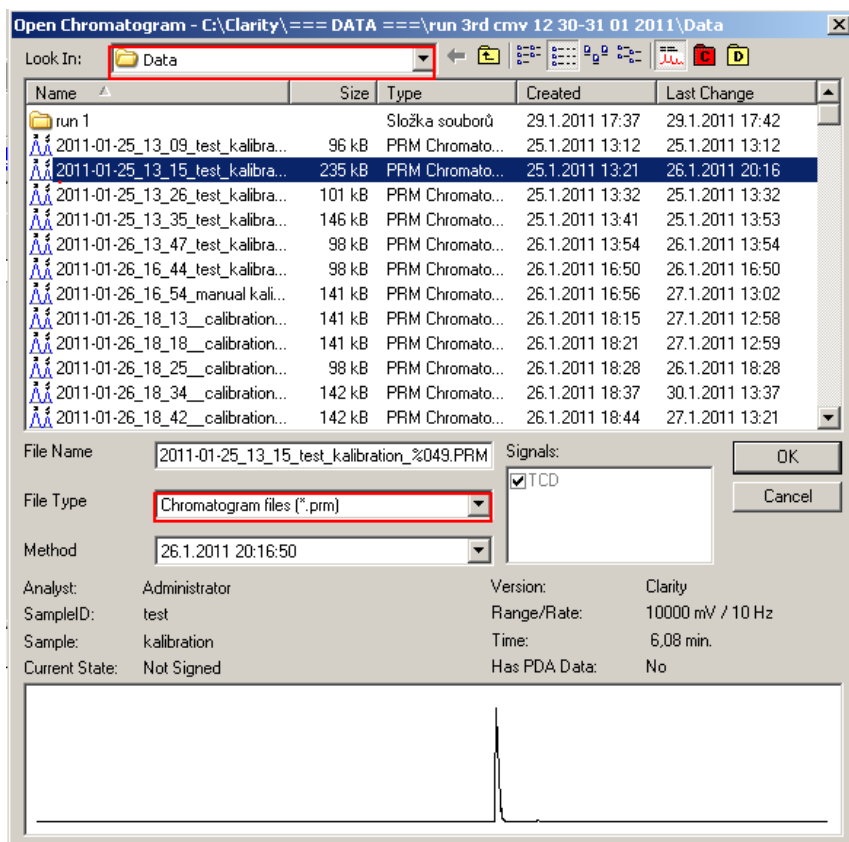 Open Chromatogram - C:\Clarity\=== DATA ===\run 3rd cmv 12 30-31 01 2011\Data
Look In: Data
C D
Name Size Type Created Last Change
run 1 Složka souborů 29.1.2011 17:37 29.1.2011 17:42
2011-01-25_13_09_test_kalibra... 96 kB PRM Chromato... 25.1.2011 13:12 25.1.2011 13:12
2011-01-25_13_15_test_kalibra... 235 kB PRM Chromato... 25.1.2011 13:21 26.1.2011 20:16
2011-01-25_13_26_test_kalibra... 101 kB PRM Chromato... 25.1.2011 13:32 25.1.2011 13:32
2011-01-25_13_35_test_kalibra... 146 kB PRM Chromato... 25.1.2011 13:41 25.1.2011 13:53
2011-01-26_13_47_test_kalibra... 98 kB PRM Chromato... 26.1.2011 13:54 26.1.2011 13:54
2011-01-26_16_44_test_kalibra... 98 kB PRM Chromato... 26.1.2011 16:50 26.1.2011 16:50
2011-01-26_16_54_manual kali... 141 kB PRM Chromato... 26.1.2011 16:56 27.1.2011 13:02
2011-01-26_18_13__calibration... 141 kB PRM Chromato... 26.1.2011 18:15 27.1.2011 12:58
2011-01-26_18_18__calibration... 141 kB PRM Chromato... 26.1.2011 18:21 27.1.2011 12:59
2011-01-26_18_25__calibration... 98 kB PRM Chromato... 26.1.2011 18:28 26.1.2011 18:28
2011-01-26_18_34__calibration... 142 kB PRM Chromato... 26.1.2011 18:37 30.1.2011 13:37
2011-01-26_18_42__calibration... 142 kB PRM Chromato... 26.1.2011 18:44 27.1.2011 13:21
File Name 2011-01-25_13_15_test_kalibration_%049.PRM Signals: OK
TCD
File Type Chromatogram files (*.prm) Cancel
Method 26.1.2011 20:16:50
Analyst: Administrator Version: Clarity
SampleID: test Range/Rate: 10000 mV / 10 Hz
Sample: kalibration Time: 6,08 min.
Current State: Not Signed Has PDA Data: No